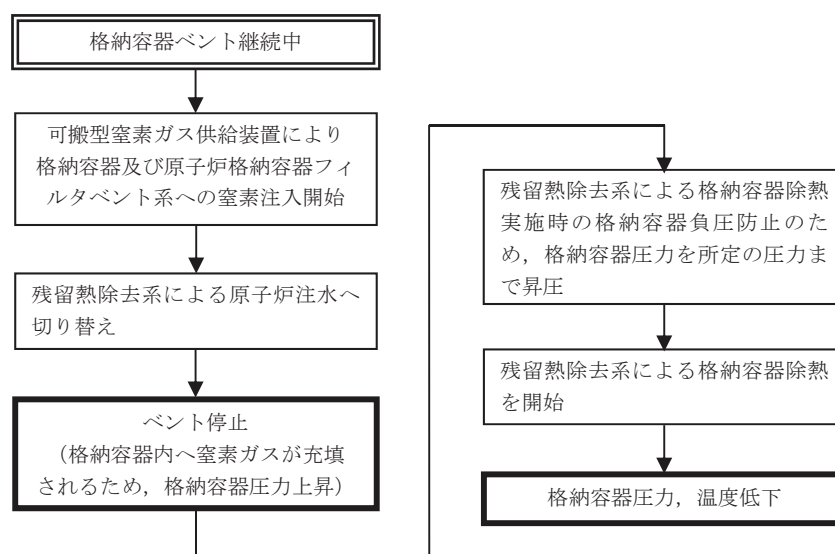 格納容器ベント継続中
可搬型窒素ガス供給装置により
格納容器及び原子炉格納容器フィ
ルタベント系への窒素注入開始
残留熱除去系による原子炉注水へ
切り替え
ベント停止
（格納容器内へ窒素ガスが充填
されるため，格納容器圧力上昇）
残留熱除去系による格納容器除熱
実施時の格納容器負圧防止のた
め，格納容器圧力を所定の圧力ま
で昇圧
残留熱除去系による格納容器除熱
を開始
格納容器圧力，温度低下